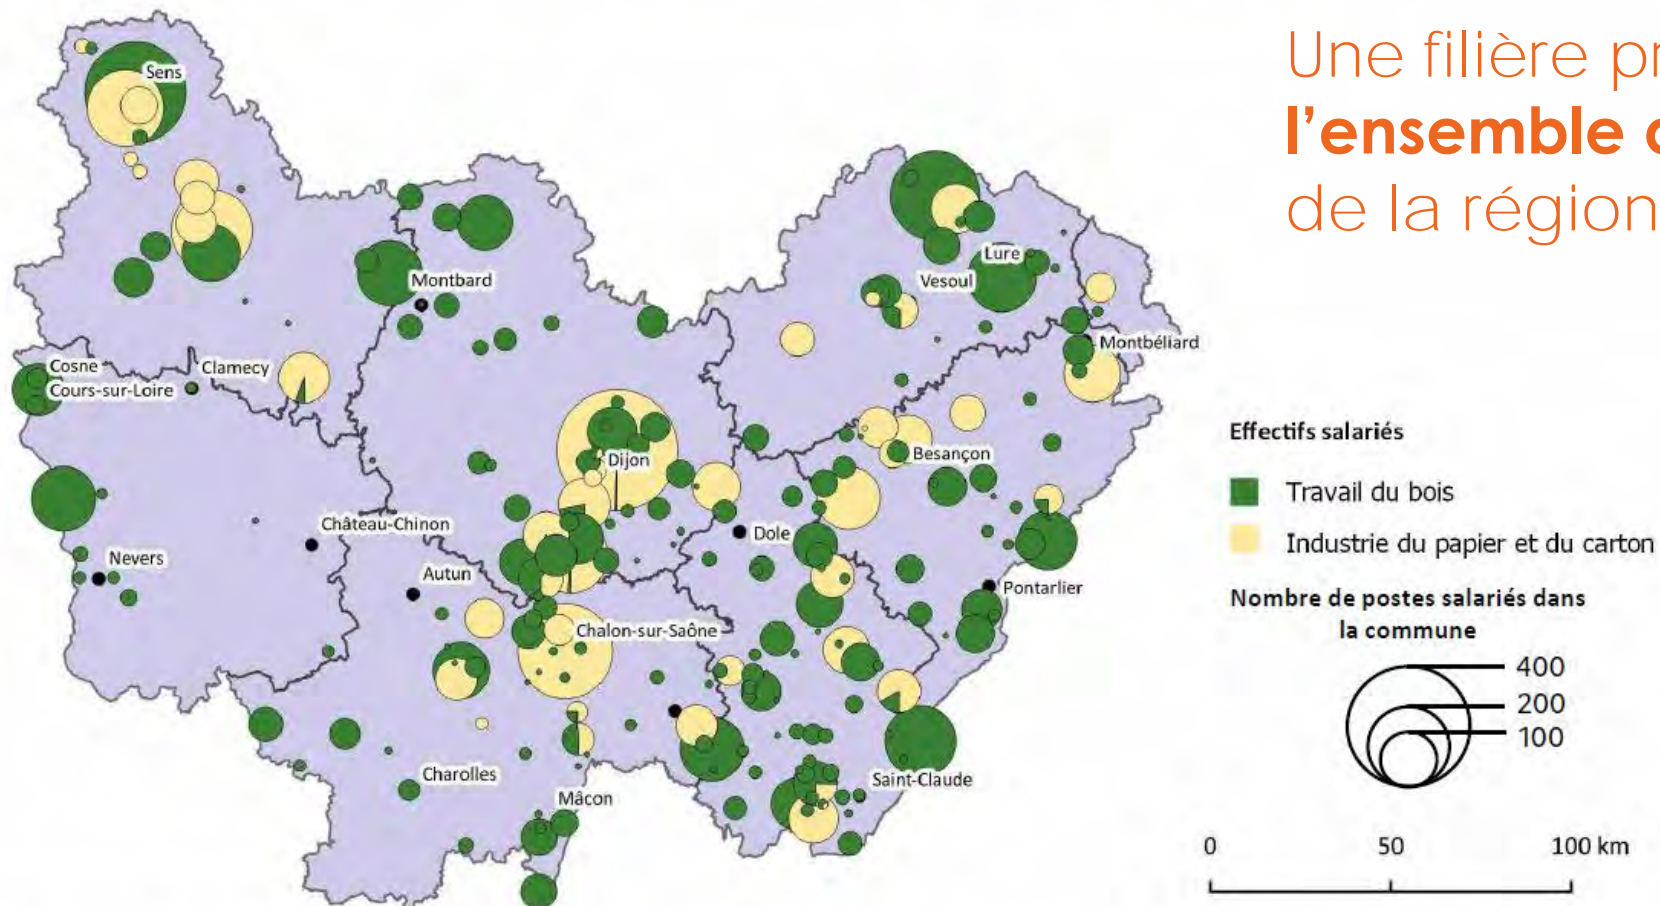 Une filière pr
l'ensemble
de la région
Sens
Montbard
Lure
Vesoul
Montbéliard
Cosne
Cours-sur-Loire
Clamecy
Dijon
Besançon
Château-Chinon
Nevers
Autun
Dole
Pontarlier
Chalon-sur-Saône
Charolles
Mâcon
Saint-Claude
Effectifs salariés
Travail du bois
Industrie du papier et du carton
Nombre de postes salariés dans
la commune
400
200
100
0 50 100 km